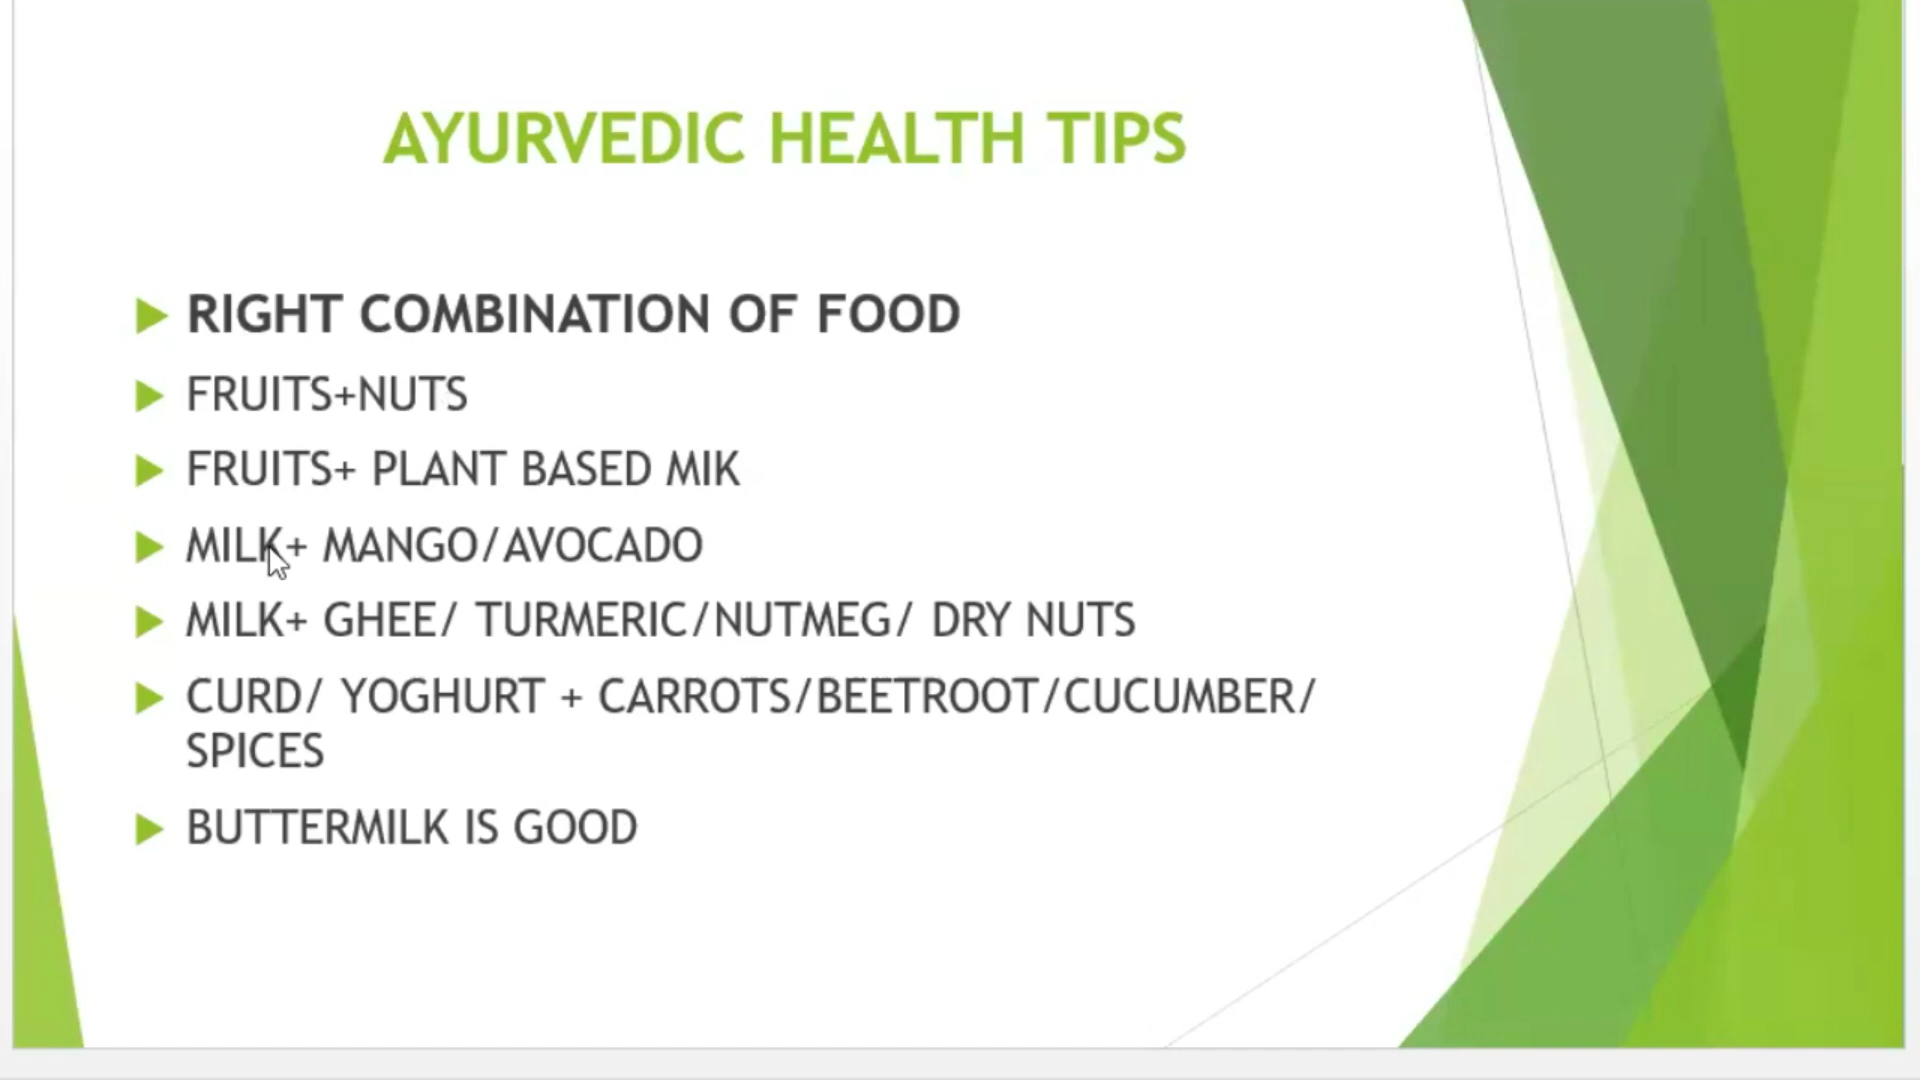 AYURVEDIC HEALTH TIPS
RIGHT COMBINATION OF FOOD
FRUITS+NUTS
FRUITS+ PLANT BASED MIK
MILK+ MANGO/AVOCADO
MILK+ GHEE/ TURMERIC/NUTMEG/ DRY NUTS
CURD/ YOGHURT + CARROTS/BEETROOT/CUCUMBER/
SPICES
BUTTERMILK IS GOOD